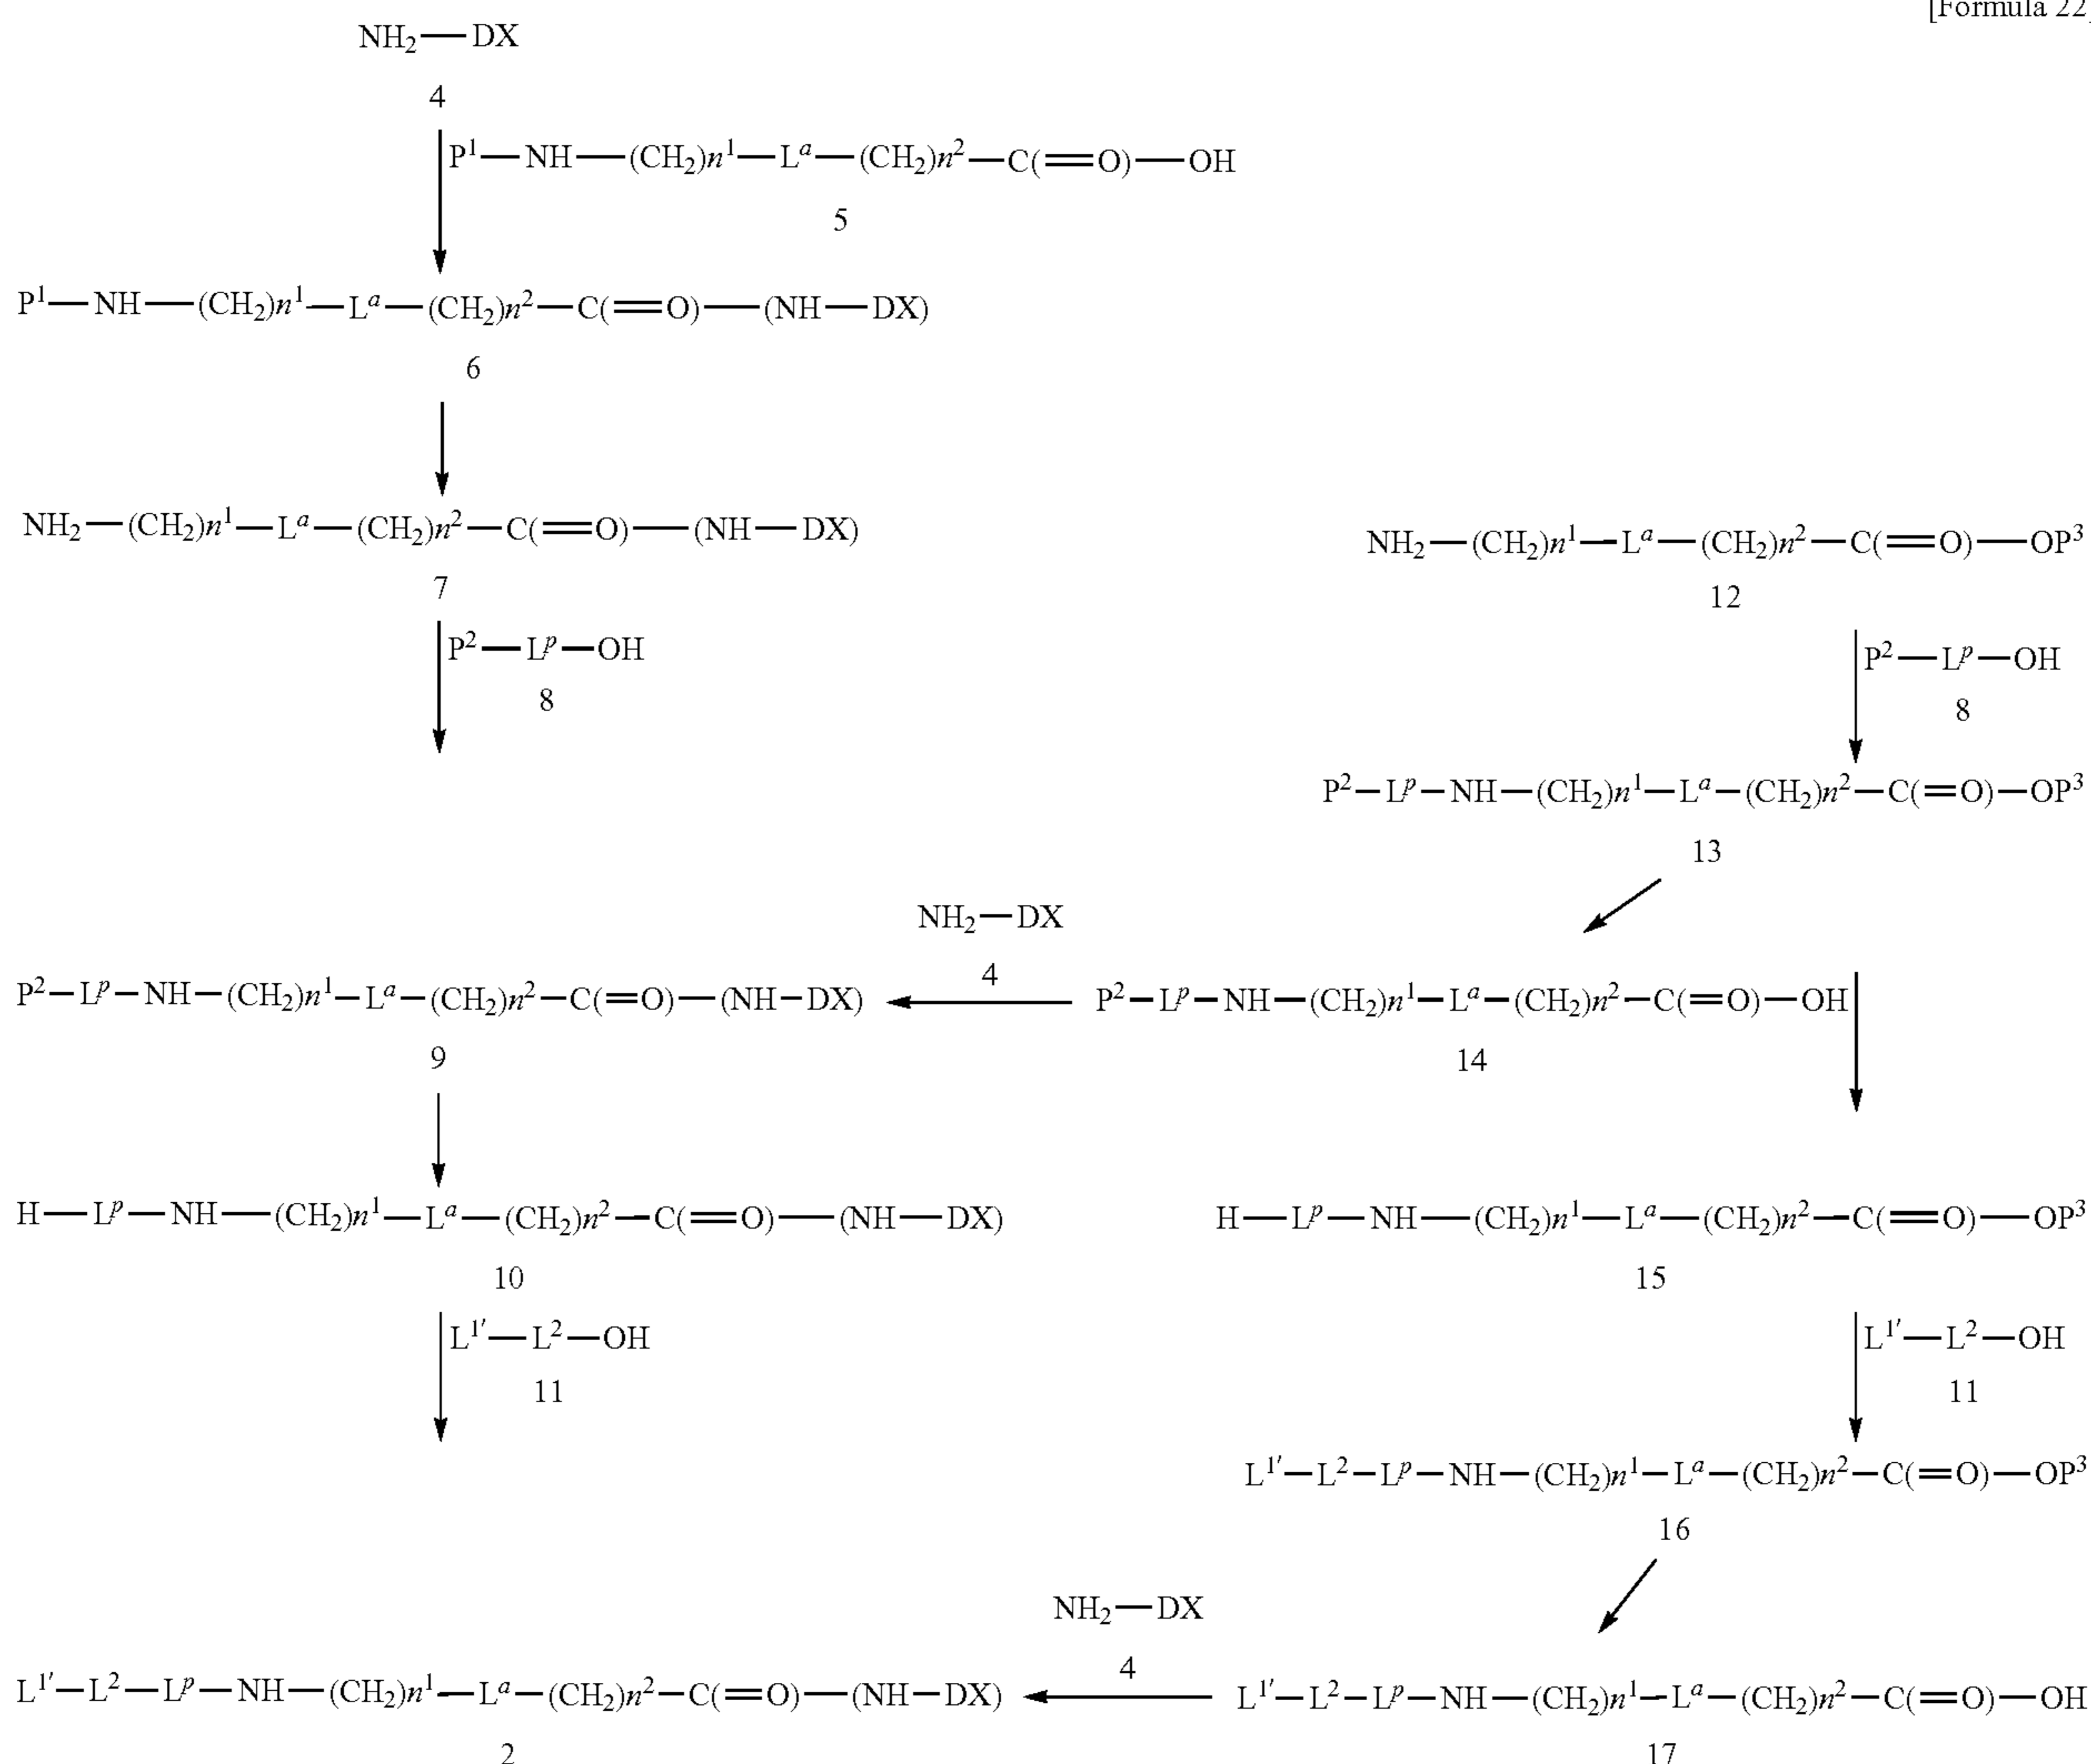 [Formula 22]
NH₂—DX
4
P¹—NH—(CH₂)n¹—Lᵃ—(CH₂)n²—C(═O)—OH
5
P¹—NH—(CH₂)n¹—Lᵃ—(CH₂)n²—C(═O)—(NH—DX)
6
NH₂—(CH₂)n¹—Lᵃ—(CH₂)n²—C(═O)—(NH—DX)
7
NH₂—(CH₂)n¹—Lᵃ—(CH₂)n²—C(═O)—OP³
12
P²—Lᵖ—OH
8
P²—Lᵖ—OH
8
P²—Lᵖ—NH—(CH₂)n¹—Lᵃ—(CH₂)n²—C(═O)—OP³
13
NH₂—DX
4
P²—Lᵖ—NH—(CH₂)n¹—Lᵃ—(CH₂)n²—C(═O)—(NH—DX)
9
P²—Lᵖ—NH—(CH₂)n¹—Lᵃ—(CH₂)n²—C(═O)—OH
14
H—Lᵖ—NH—(CH₂)n¹—Lᵃ—(CH₂)n²—C(═O)—(NH—DX)
10
H—Lᵖ—NH—(CH₂)n¹—Lᵃ—(CH₂)n²—C(═O)—OP³
15
L¹′—L²—OH
11
L¹′—L²—OH
11
L¹′—L²—Lᵖ—NH—(CH₂)n¹—Lᵃ—(CH₂)n²—C(═O)—OP³
16
NH₂—DX
4
L¹′—L²—Lᵖ—NH—(CH₂)n¹—Lᵃ—(CH₂)n²—C(═O)—(NH—DX)
2
L¹′—L²—Lᵖ—NH—(CH₂)n¹—Lᵃ—(CH₂)n²—C(═O)—OH
17